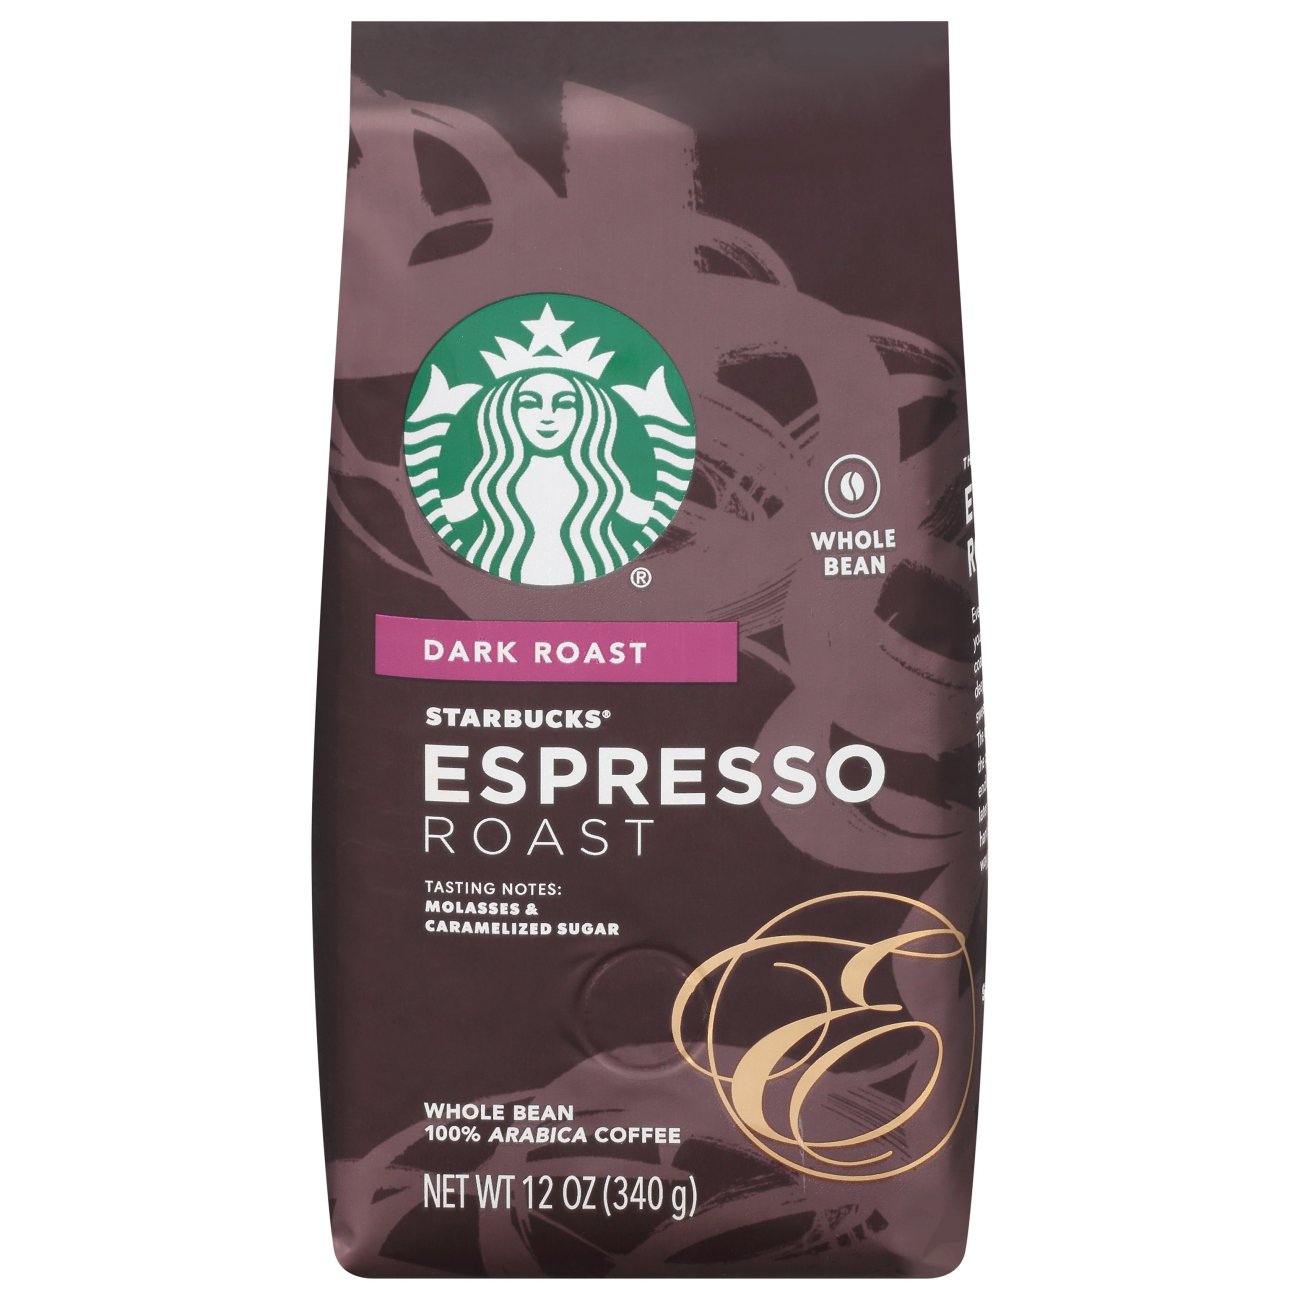 WHOLE
BEAN
DARK ROAST
STARBUCKS®
ESPRESSO
ROAST
TASTING NOTES:
MOLASSES &
CARAMELIZED SUGAR
E
WHOLE BEAN
100% ARABICA COFFEE
NET WT 12 OZ (340 g)